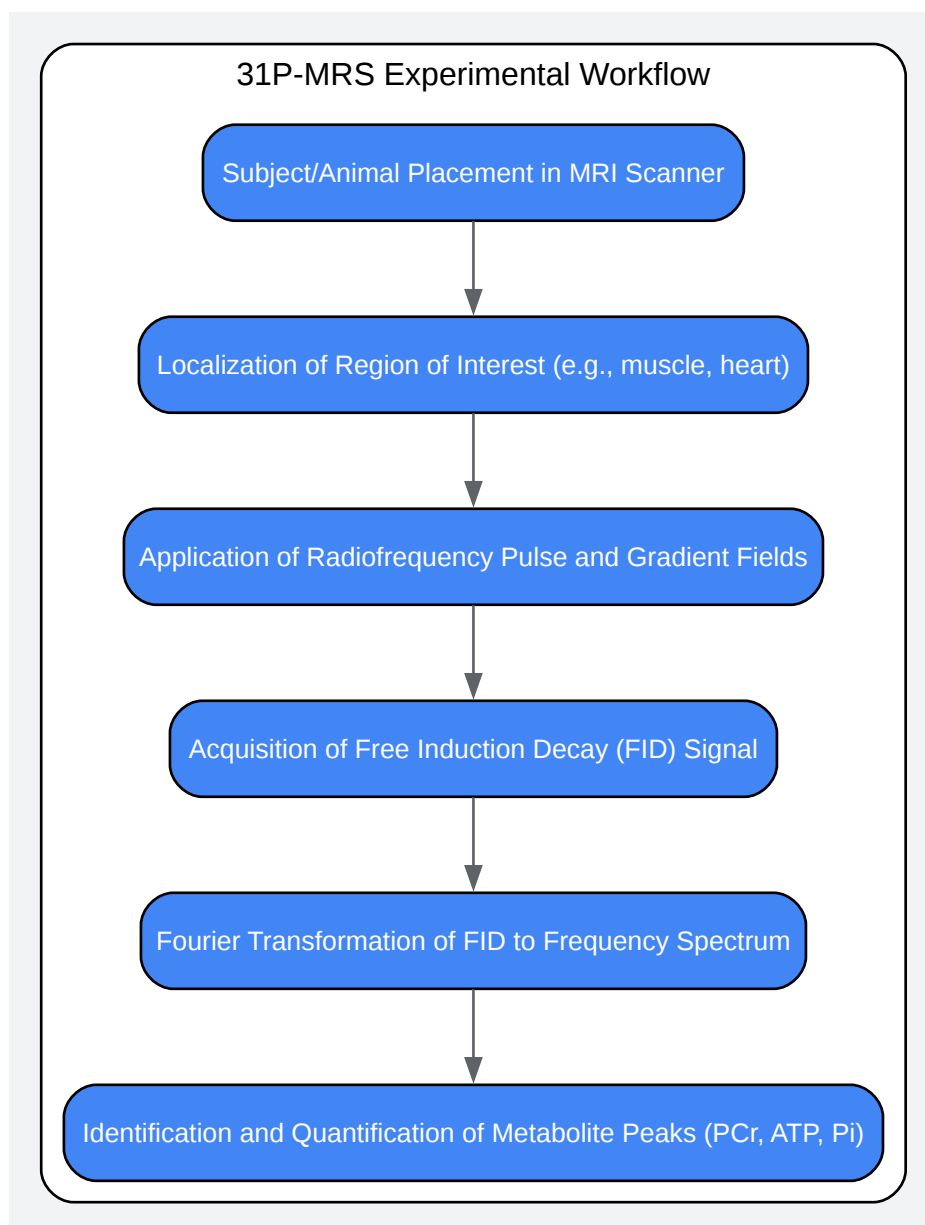 31P-MRS Experimental Workflow
Subject/Animal Placement in MRI Scanner
Localization of Region of Interest (e.g., muscle, heart)
Application of Radiofrequency Pulse and Gradient Fields
Acquisition of Free Induction Decay (FID) Signal
Fourier Transformation of FID to Frequency Spectrum
Identification and Quantification of Metabolite Peaks (PCr, ATP, Pi)